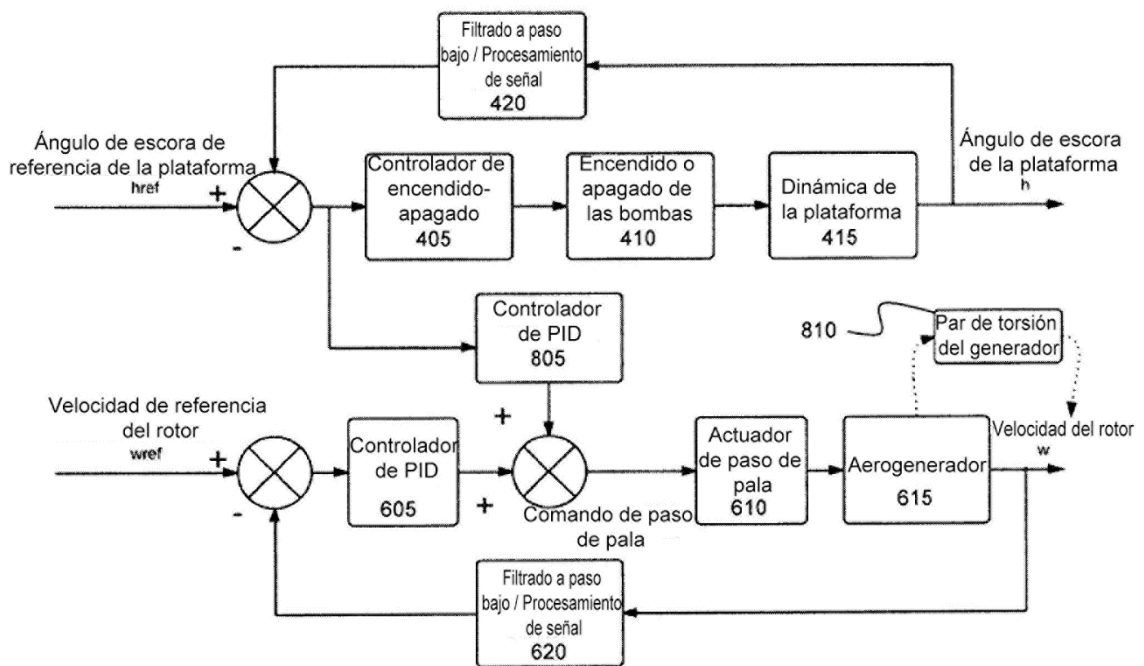 Filtrado a paso
bajo / Procesamiento
de señal
420
Ángulo de escora de
referencia de la plataforma
href
+
-
Controlador de
encendido-
apagado
405
Encendido o
apagado de
las bombas
410
Dinámica de
la plataforma
415
Ángulo de escora
de la plataforma
h
Controlador
de PID
805
810
Par de torsión
del generador
Velocidad de referencia
del rotor
wref
+
-
Controlador
de PID
605
+
+
Comando de paso
de pala
Actuador
de paso de
pala
610
Aerogenerador
615
Velocidad del rotor
w
Filtrado a paso
bajo / Procesamiento
de señal
620